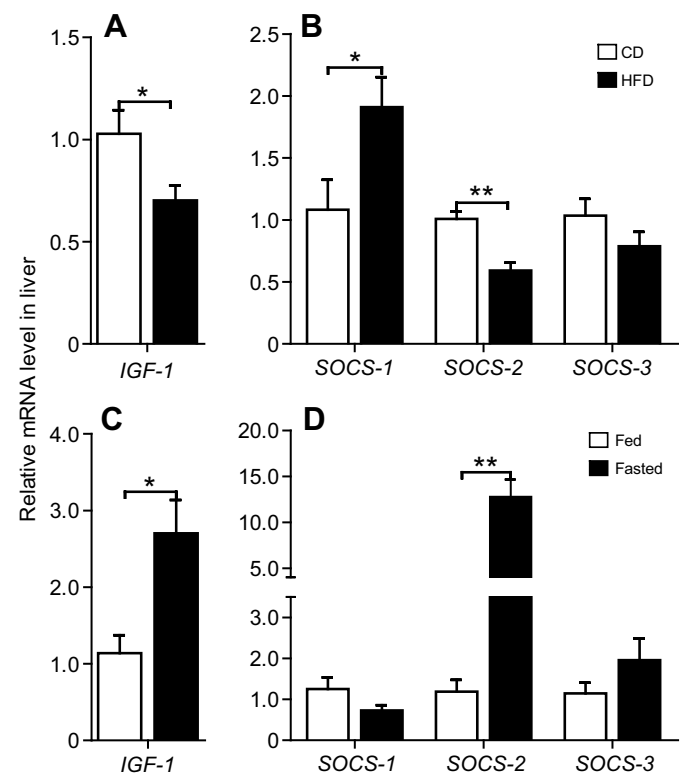 A
1.5
1.0
0.5
0
*
IGF-1
B
2.5
2.0
1.5
1.0
0.5
0
*
**
SOCS-1 SOCS-2 SOCS-3
CD
HFD
Relative mRNA level in liver
C
4.0
3.0
2.0
1.0
0
*
IGF-1
D
20.0
15.0
10.0
5.0
3.0
2.0
1.0
0
**
SOCS-1 SOCS-2 SOCS-3
Fed
Fasted